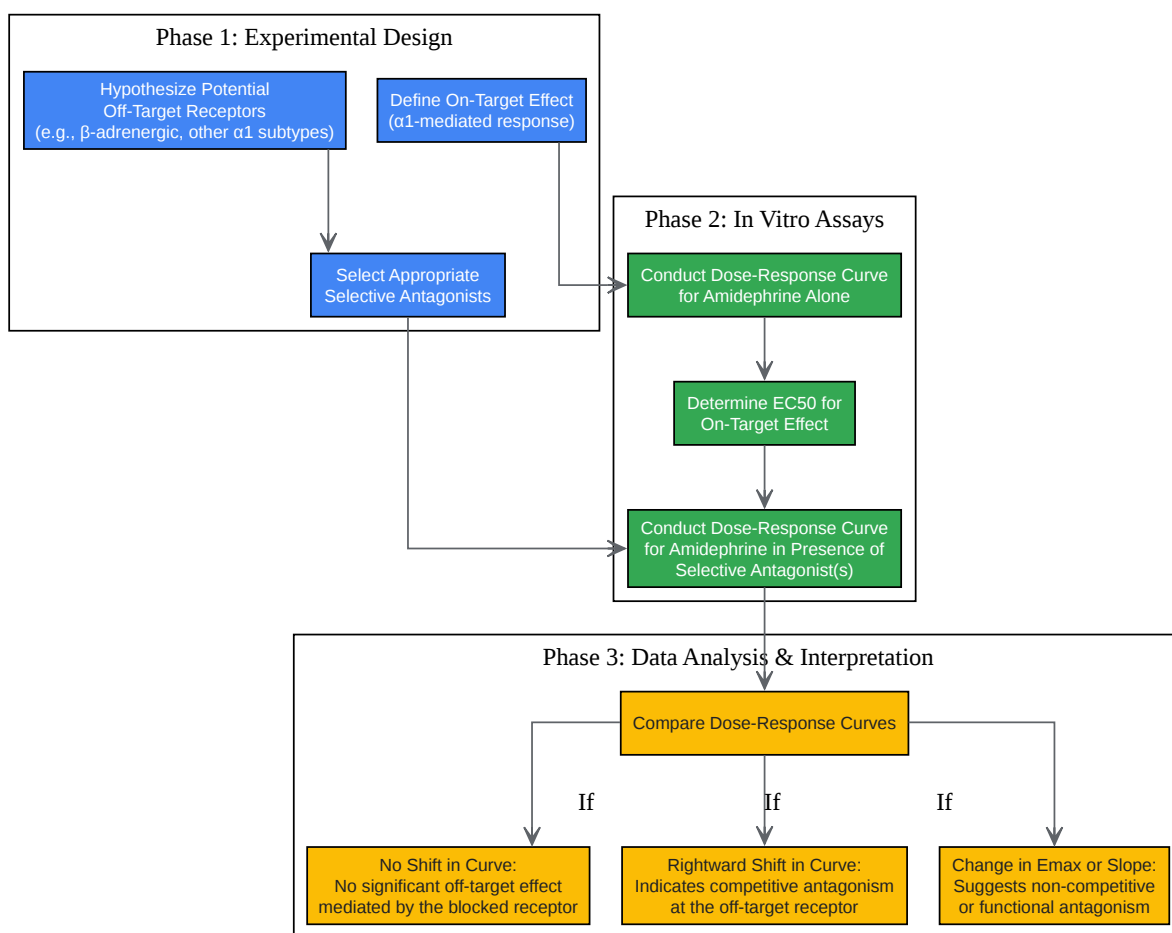 Phase 1: Experimental Design
Hypothesize Potential
Off-Target Receptors
(e.g., β-adrenergic, other α1 subtypes)
Define On-Target Effect
(α1-mediated response)
Select Appropriate
Selective Antagonists
Phase 2: In Vitro Assays
Conduct Dose-Response Curve
for Amidephrine Alone
Determine EC50 for
On-Target Effect
Conduct Dose-Response Curve
for Amidephrine in Presence of
Selective Antagonist(s)
Phase 3: Data Analysis & Interpretation
Compare Dose-Response Curves
If
If
If
No Shift in Curve:
No significant off-target effect
mediated by the blocked receptor
Rightward Shift in Curve:
Indicates competitive antagonism
at the off-target receptor
Change in Emax or Slope:
Suggests non-competitive
or functional antagonism